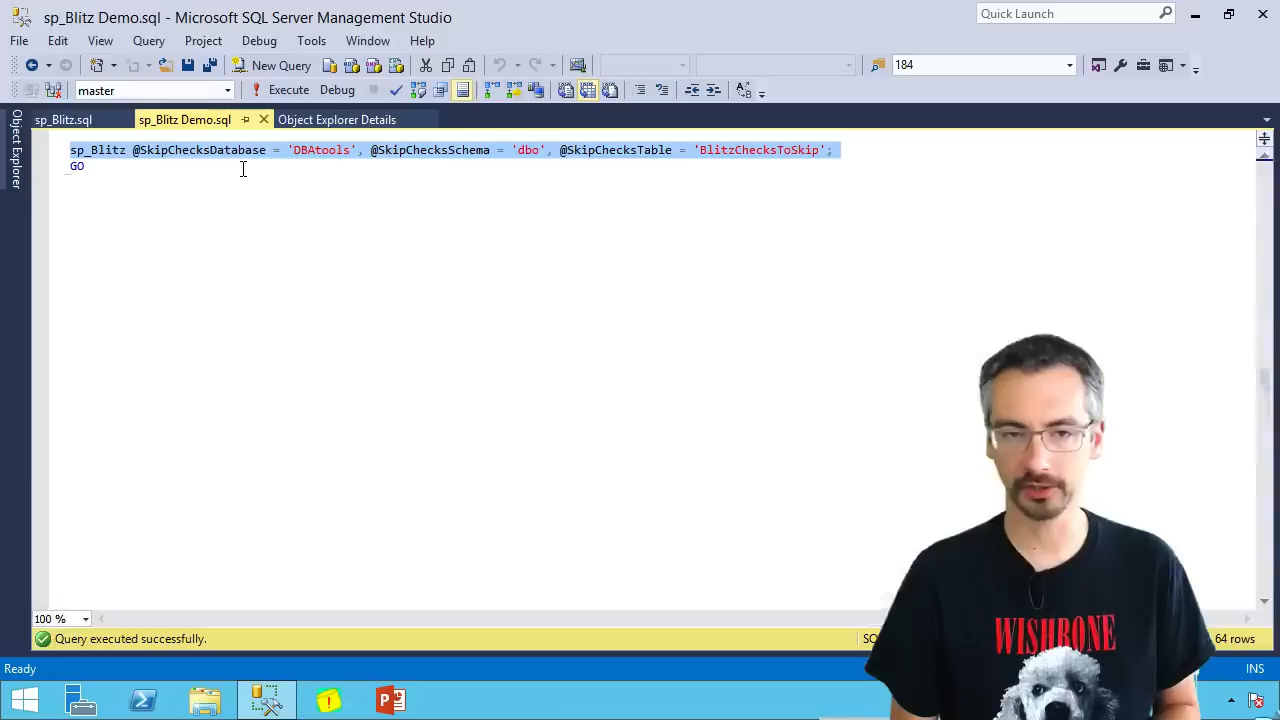 sp_Blitz Demo.sql - Microsoft SQL Server Management Studio
Quick Launch
File Edit View Query Project Debug Tools Window Help
New Query
184
master
Execute Debug
sp_Blitz.sql
sp_Blitz Demo.sql
Object Explorer Details
Object Explorer
sp_Blitz @SkipChecksDatabase = 'DBAtools', @SkipChecksSchema = 'dbo', @SkipChecksTable = 'BlitzChecksToSkip';
GO
100 %
Query executed successfully.
64 rows
Ready
INS
WISHBONE